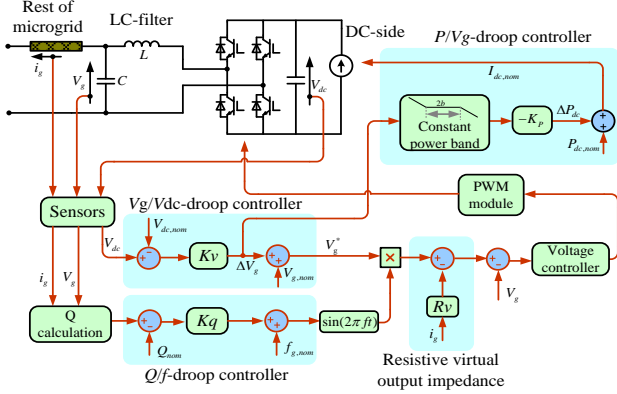 Rest of
microgrid
LC-filter
DC-side
P/Vg-droop controller
i_g
V_g
C
L
V_dc
I_dc,nom
2b
Constant
power band
-K_P
ΔP_dc
+
+
P_dc,nom
PWM
module
Sensors
Vg/Vdc-droop controller
V_dc,nom
V_dc
+
-
Kv
ΔV_g
+
+
V_g,nom
V_g^*
×
i_g
V_g
Q
calculation
+
-
Q_nom
Kq
+
+
f_g,nom
sin(2π ft)
Q/f-droop controller
+
-
Rv
i_g
Resistive virtual
output impedance
+
-
V_g
Voltage
controller